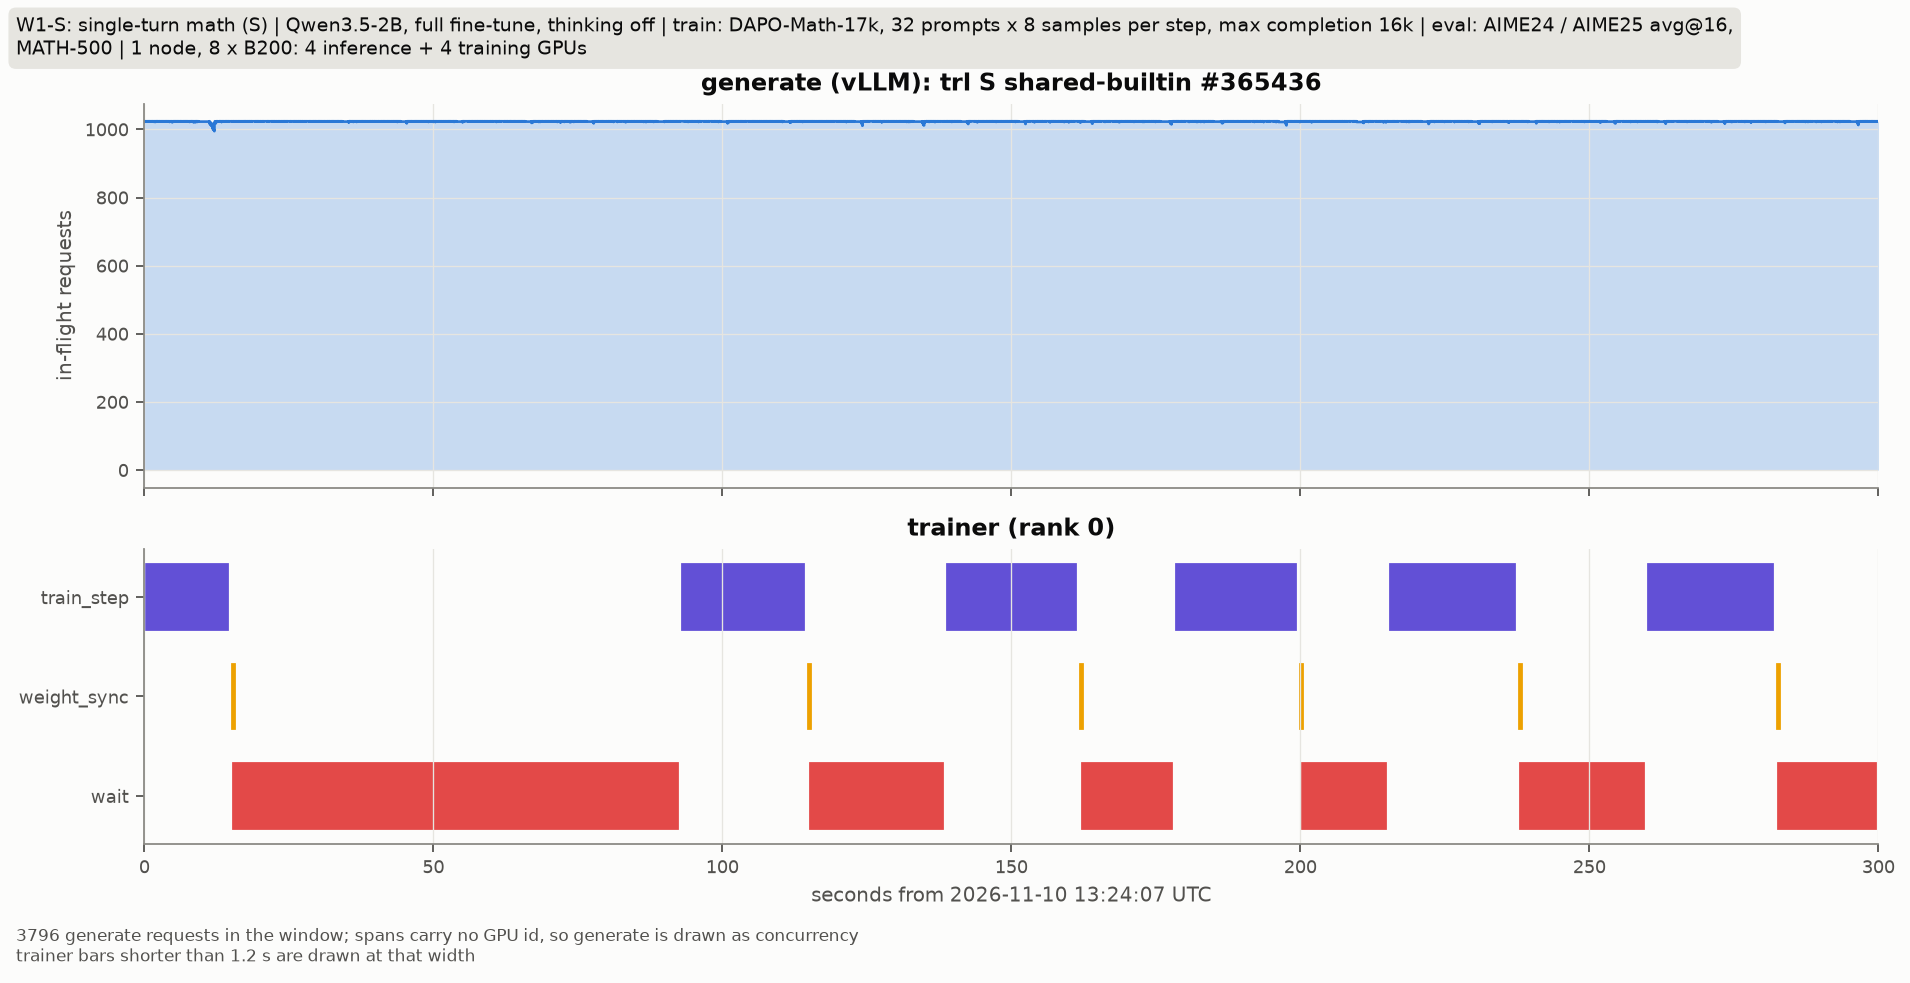 W1-S: single-turn math (S) | Qwen3.5-2B, full fine-tune, thinking off | train: DAPO-Math-17k, 32 prompts x 8 samples per step, max completion 16k | eval: AIME24 / AIME25 avg@16,
MATH-500 | 1 node, 8 x B200: 4 inference + 4 training GPUs
generate (vLLM): trl S shared-builtin #365436
1000
800
600
400
200
0
in-flight requests
trainer (rank 0)
train_step
weight_sync
wait
0 50 100 150 200 250 300
seconds from 2026-11-10 13:24:07 UTC
3796 generate requests in the window; spans carry no GPU id, so generate is drawn as concurrency
trainer bars shorter than 1.2 s are drawn at that width